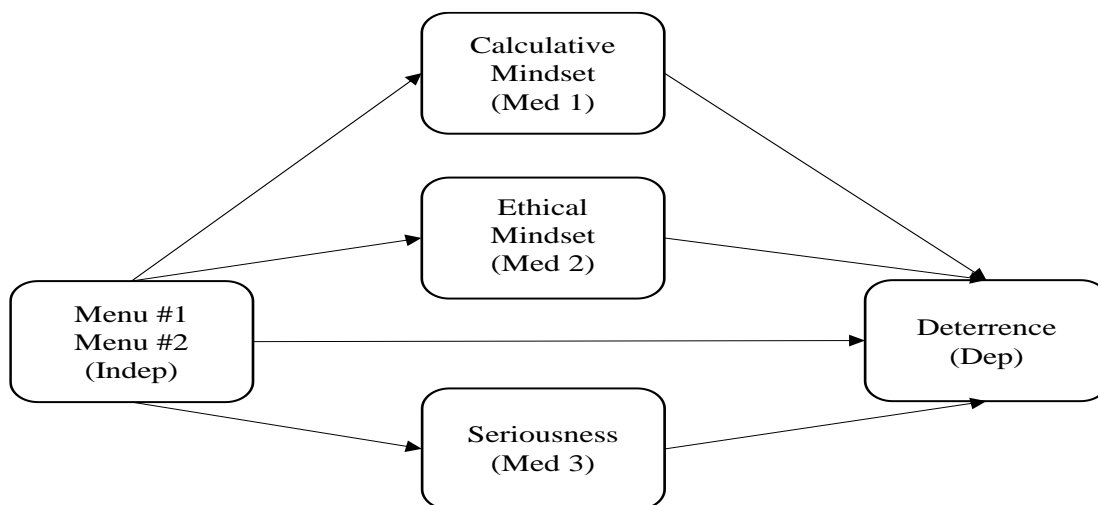 Calculative
Mindset
(Med 1)
Ethical
Mindset
(Med 2)
Menu #1
Menu #2
(Indep)
Deterrence
(Dep)
Seriousness
(Med 3)